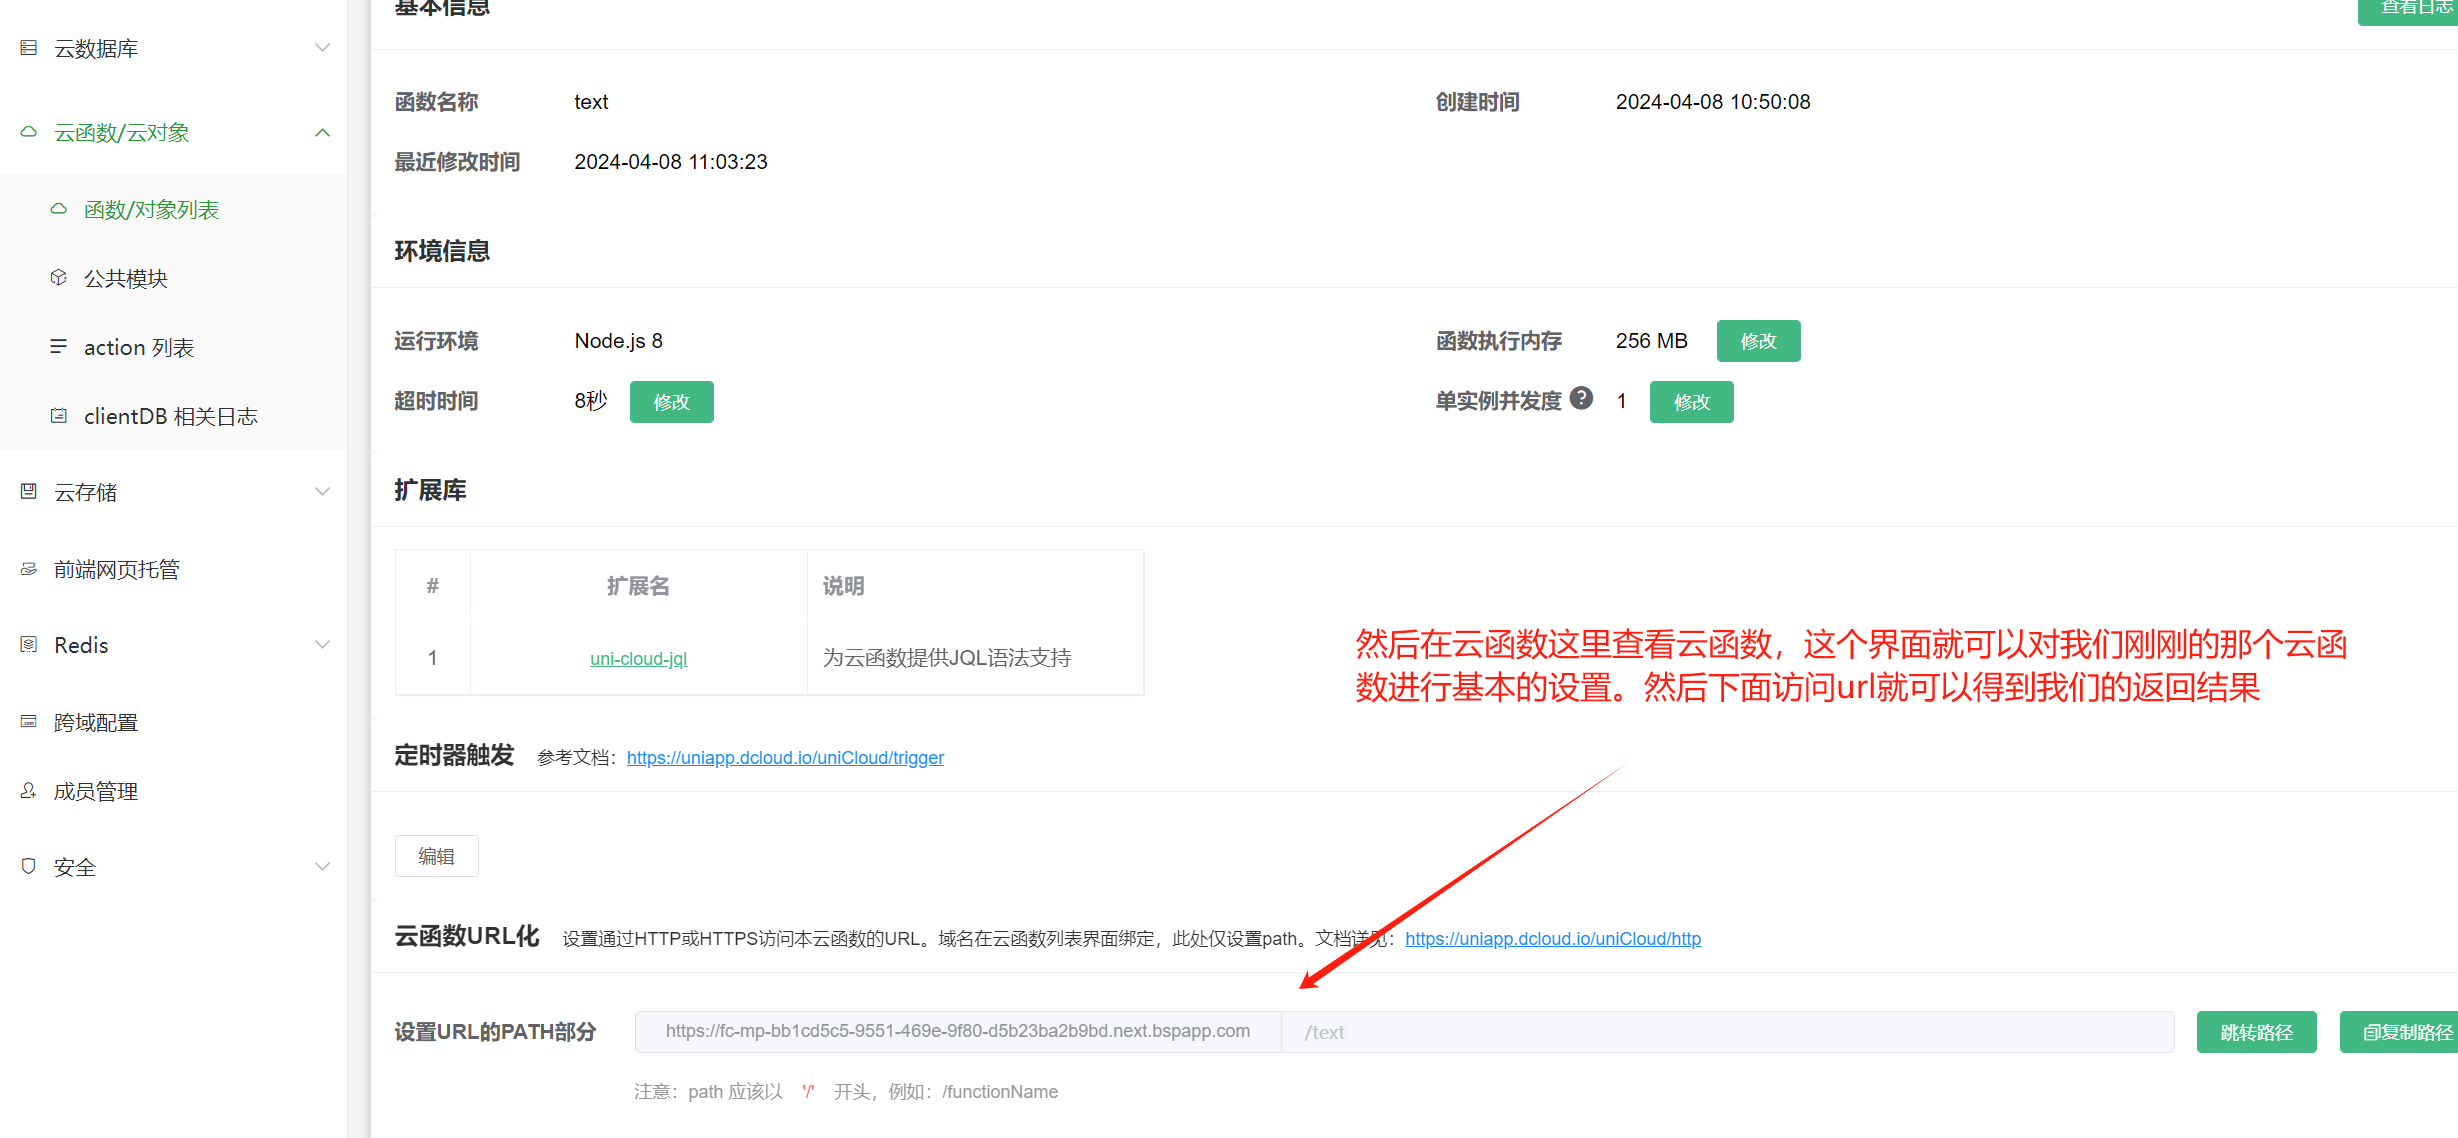 云数据库
云函数/云对象
函数/对象列表
公共模块
action 列表
clientDB 相关日志
云存储
前端网页托管
Redis
跨域配置
成员管理
安全
基本信息
查看日志
函数名称 text 创建时间 2024-04-08 10:50:08
最近修改时间 2024-04-08 11:03:23
环境信息
运行环境 Node.js 8 函数执行内存 256 MB 修改
超时时间 8秒 修改 单实例并发度 ? 1 修改
扩展库
# 扩展名 说明
1 uni-cloud-jql 为云函数提供JQL语法支持
然后在云函数这里查看云函数，这个界面就可以对我们刚刚的那个云函
数进行基本的设置。然后下面访问url就可以得到我们的返回结果
定时器触发 参考文档：https://uniapp.dcloud.io/uniCloud/trigger
编辑
云函数URL化 设置通过HTTP或HTTPS访问本云函数的URL。域名在云函数列表界面绑定，此处仅设置path。文档详见：https://uniapp.dcloud.io/uniCloud/http
设置URL的PATH部分 https://fc-mp-bb1cd5c5-9551-469e-9f80-d5b23ba2b9bd.next.bspapp.com /text 跳转路径 复制路径
注意：path 应该以 '/' 开头，例如：/functionName